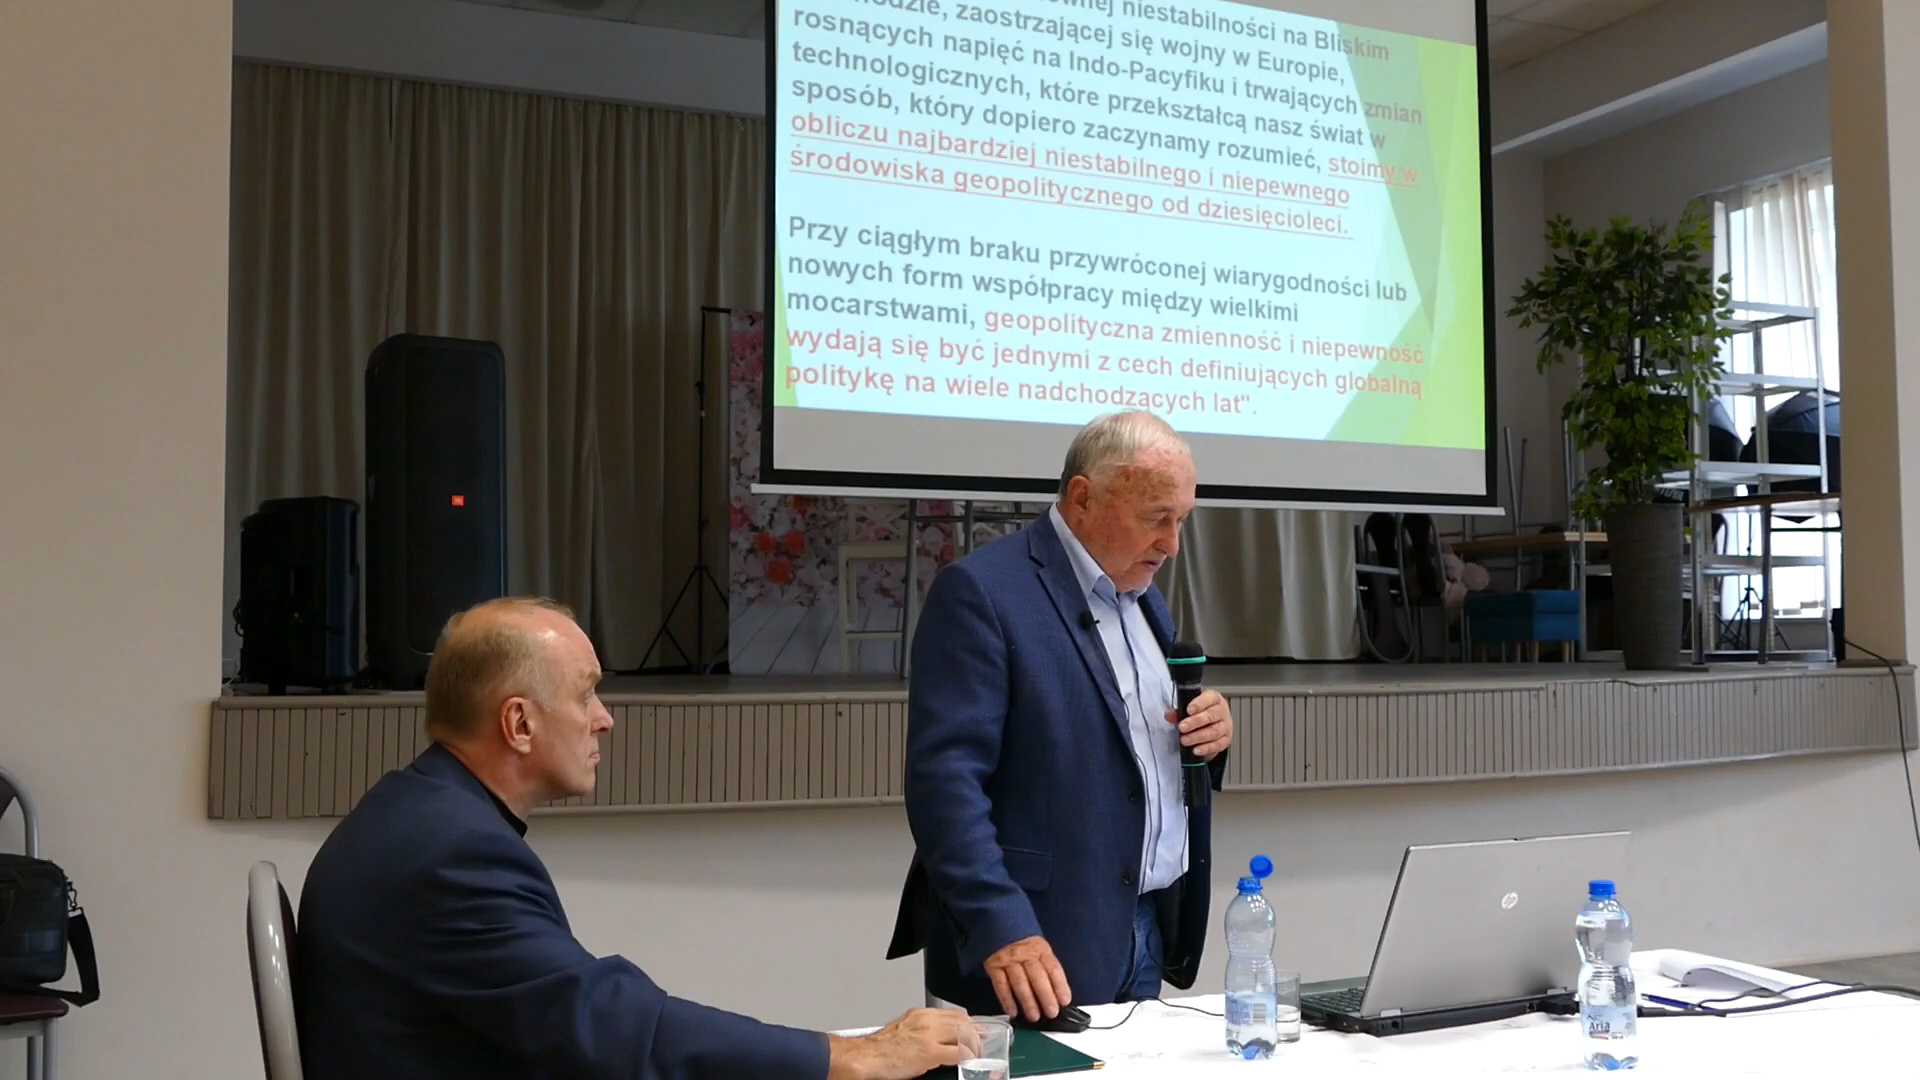 niestabilności na Bliskim
zaostrzającej się wojny w Europie,
rosnących napięć na Indo-Pacyfiku i trwających zmian
technologicznych, które przekształcą nasz świat w
sposób, który dopiero zaczynamy rozumieć, stoimy w
obliczu najbardziej niestabilnego i niepewnego
środowiska geopolitycznego od dziesięcioleci.
Przy ciągłym braku przywróconej wiarygodności lub
nowych form współpracy między wielkimi
mocarstwami, geopolityczna zmienność i niepewność
wydają się być jednymi z cech definiujących globalną
politykę na wiele nadchodzących lat".
JBL
hp
Arla